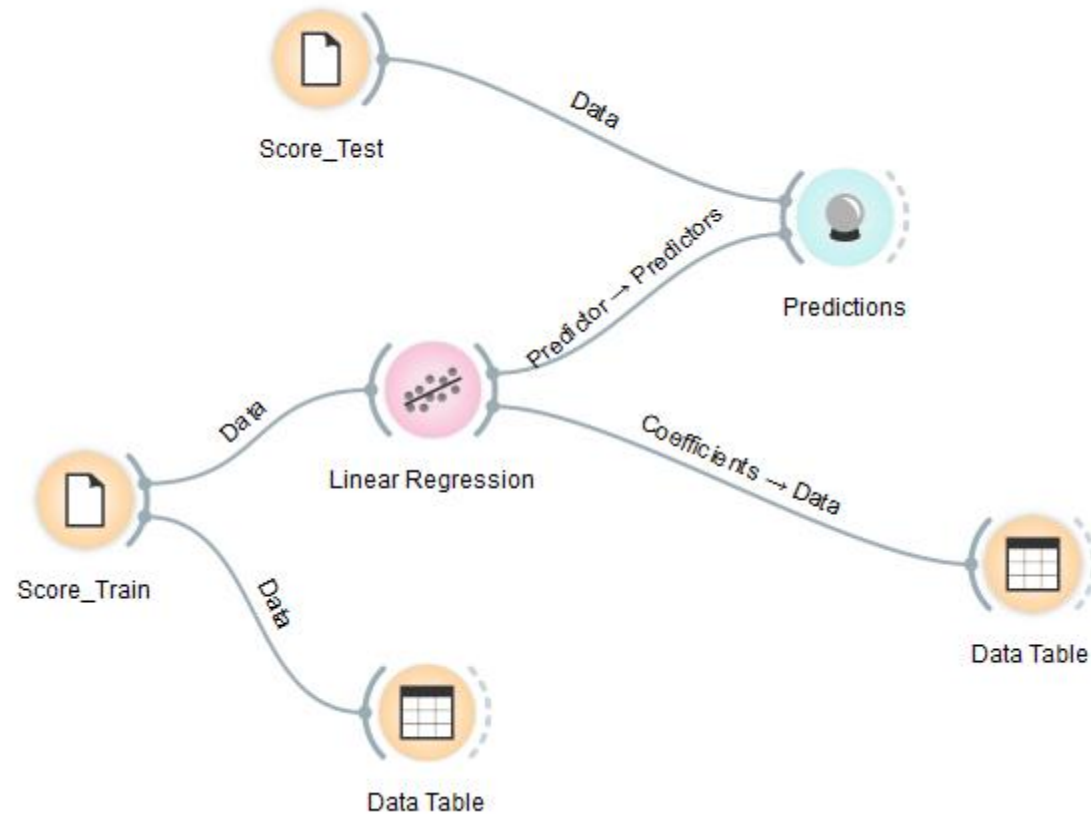 Data
Score_Test
Predictor → Predictors
Predictions
Data
Linear Regression
Coefficients → Data
Score_Train
Data
Data Table
Data Table